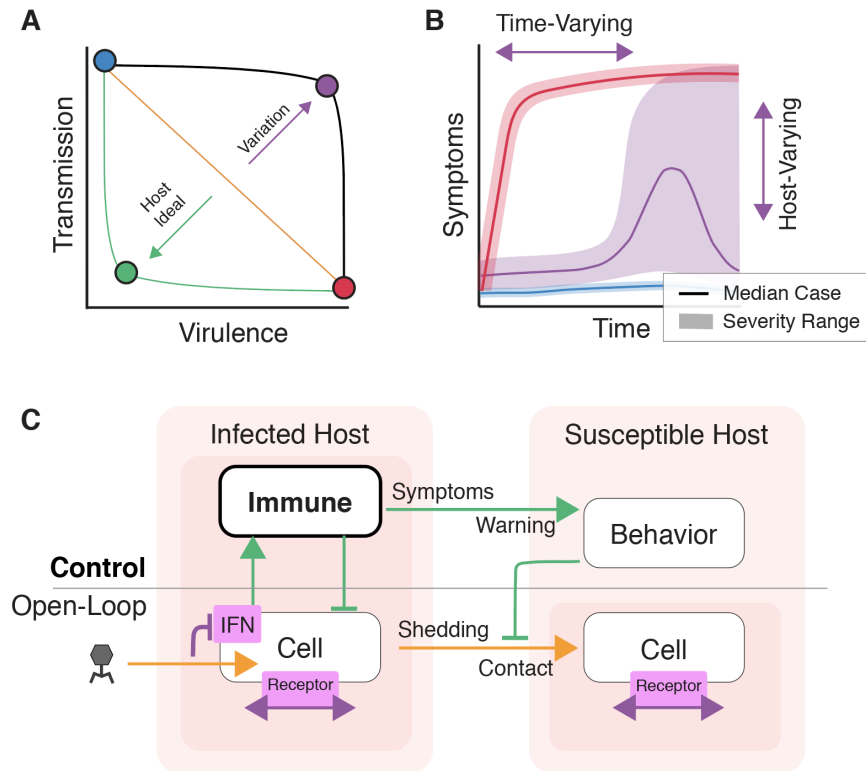 A
Transmission
Variation
Host
Ideal
Virulence
B
Time-Varying
Symptoms
Host-Varying
Time
Median Case
Severity Range
C
Infected Host
Susceptible Host
Immune
Symptoms
Warning
Behavior
Control
Open-Loop
IFN
Cell
Shedding
Contact
Cell
Receptor
Receptor